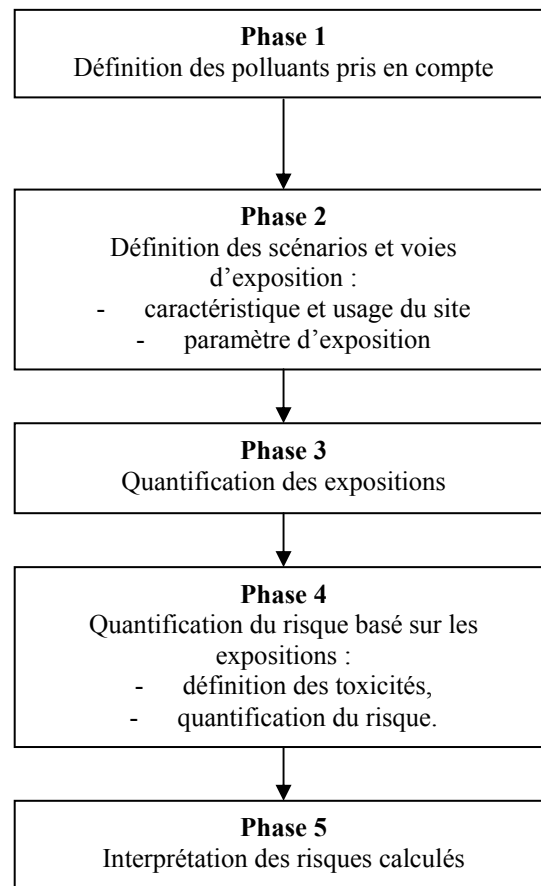 Phase 1
Définition des polluants pris en compte
Phase 2
Définition des scénarios et voies
d’exposition :
- caractéristique et usage du site
- paramètre d’exposition
Phase 3
Quantification des expositions
Phase 4
Quantification du risque basé sur les
expositions :
- définition des toxicités,
- quantification du risque.
Phase 5
Interprétation des risques calculés